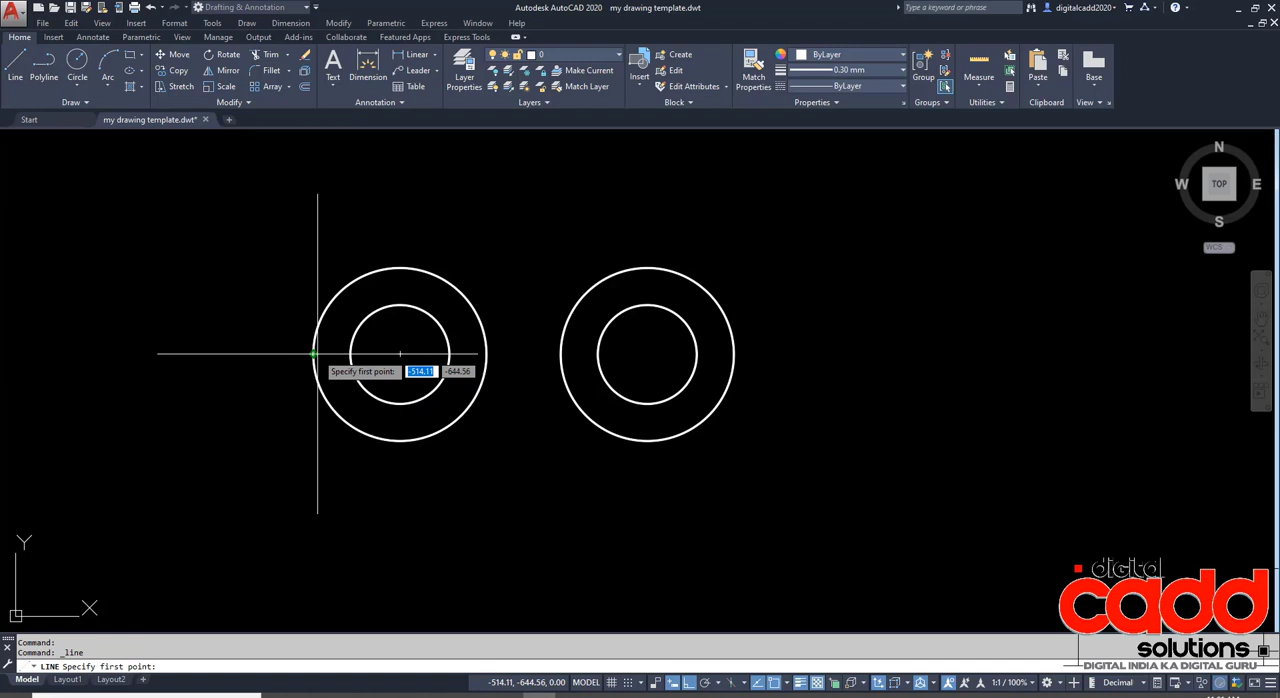 Autodesk AutoCAD 2020   my drawing template.dwt
Drafting & Annotation
Type a keyword or phrase
digitalcadd2020
File Edit View Insert Format Tools Draw Dimension Modify Parametric Express Window Help
Home Insert Annotate Parametric View Manage Output Add-ins Collaborate Featured Apps Express Tools
Line Polyline Circle Arc
Move Rotate Trim
Copy Mirror Fillet
Stretch Scale Array
Text Dimension
Linear
Leader
Table
Layer Properties
0
Make Current
Match Layer
Insert
Create
Edit
Edit Attributes
Match Properties
ByLayer
0.30 mm
ByLayer
Group
Measure
Paste
Base
Draw Modify Annotation Layers Block Properties Groups Utilities Clipboard View
Start my drawing template.dwt*
N
W TOP E
S
WCS
Specify first point: -514.11 -644.56
Y
X
digital
cadd
solutions
DIGITAL INDIA KA DIGITAL GURU
Command:
Command: _line
LINE Specify first point:
Model Layout1 Layout2
-514.11, -644.56, 0.00 MODEL
1:1 / 100%
Decimal